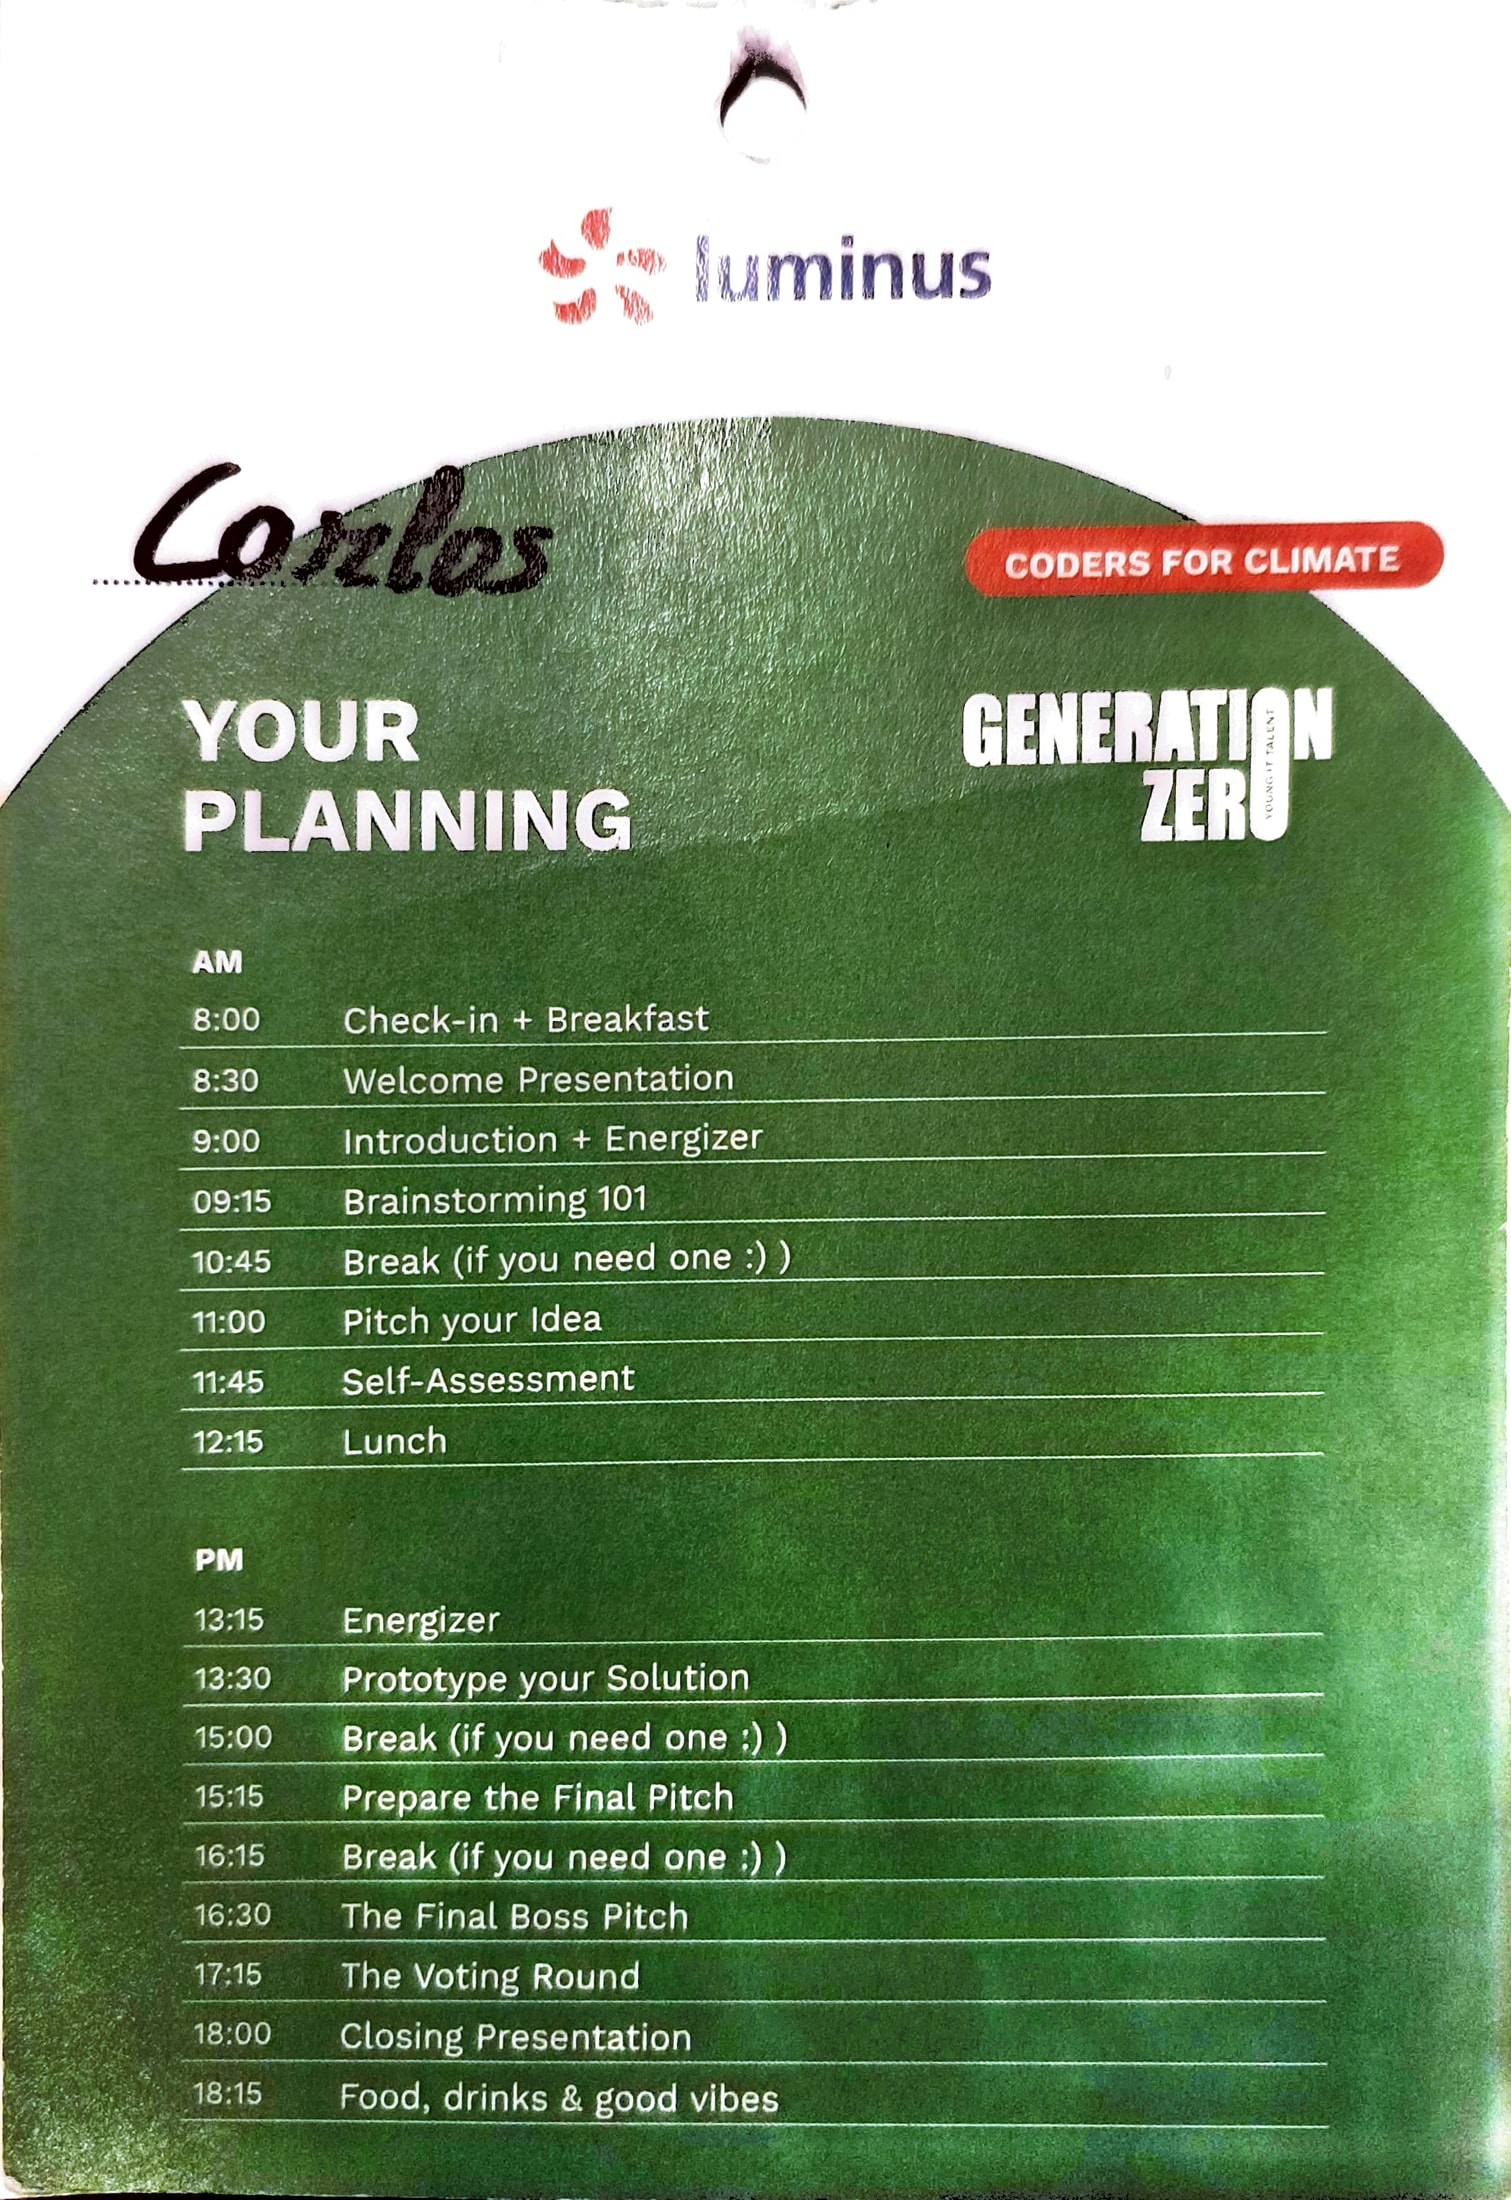 luminus
Carlos
CODERS FOR CLIMATE
YOUR
PLANNING
GENERATION
ZERO
YOUNG IT TALENT
AM
8:00 Check-in + Breakfast
8:30 Welcome Presentation
9:00 Introduction + Energizer
09:15 Brainstorming 101
10:45 Break (if you need one :) )
11:00 Pitch your Idea
11:45 Self-Assessment
12:15 Lunch
PM
13:15 Energizer
13:30 Prototype your Solution
15:00 Break (if you need one :) )
15:15 Prepare the Final Pitch
16:15 Break (if you need one :) )
16:30 The Final Boss Pitch
17:15 The Voting Round
18:00 Closing Presentation
18:15 Food, drinks & good vibes